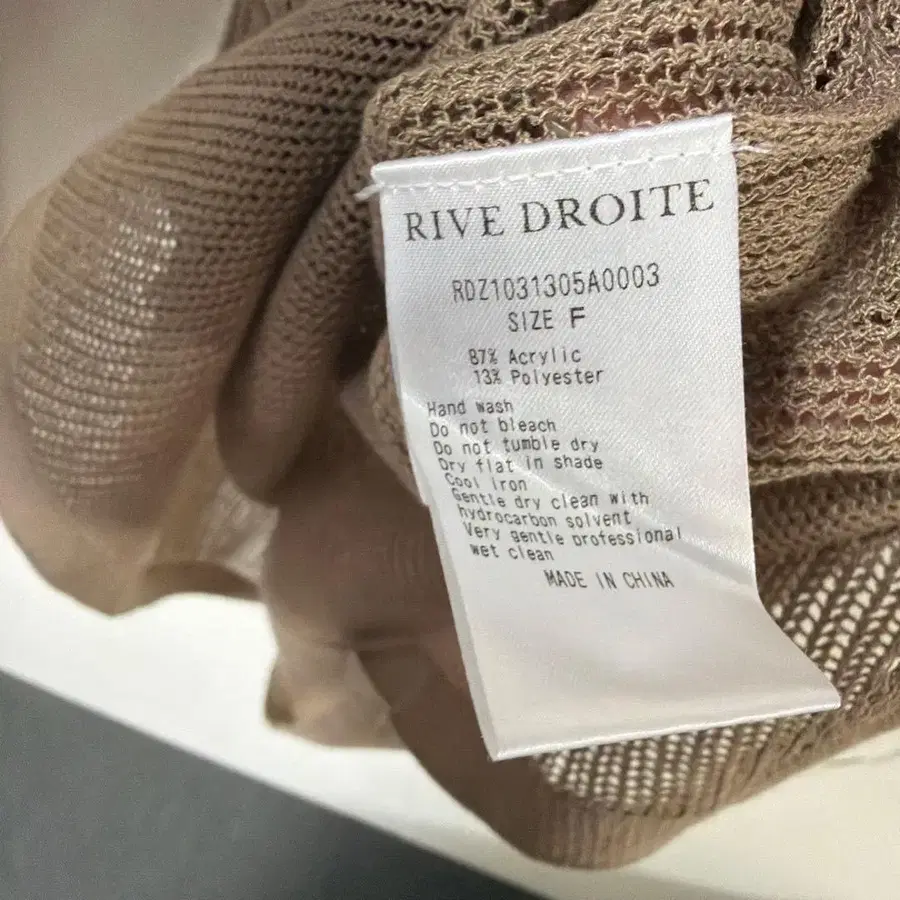 RIVE DROITE
RDZ1031305A0003
SIZE F
87% Acrylic
13% Polyester
Hand wash
Do not bleach
Do not tumble dry
Dry flat in shade
Cool iron
Gentle dry clean with
hydrocarbon solvent
Very gentle professional
wet clean
MADE IN CHINA